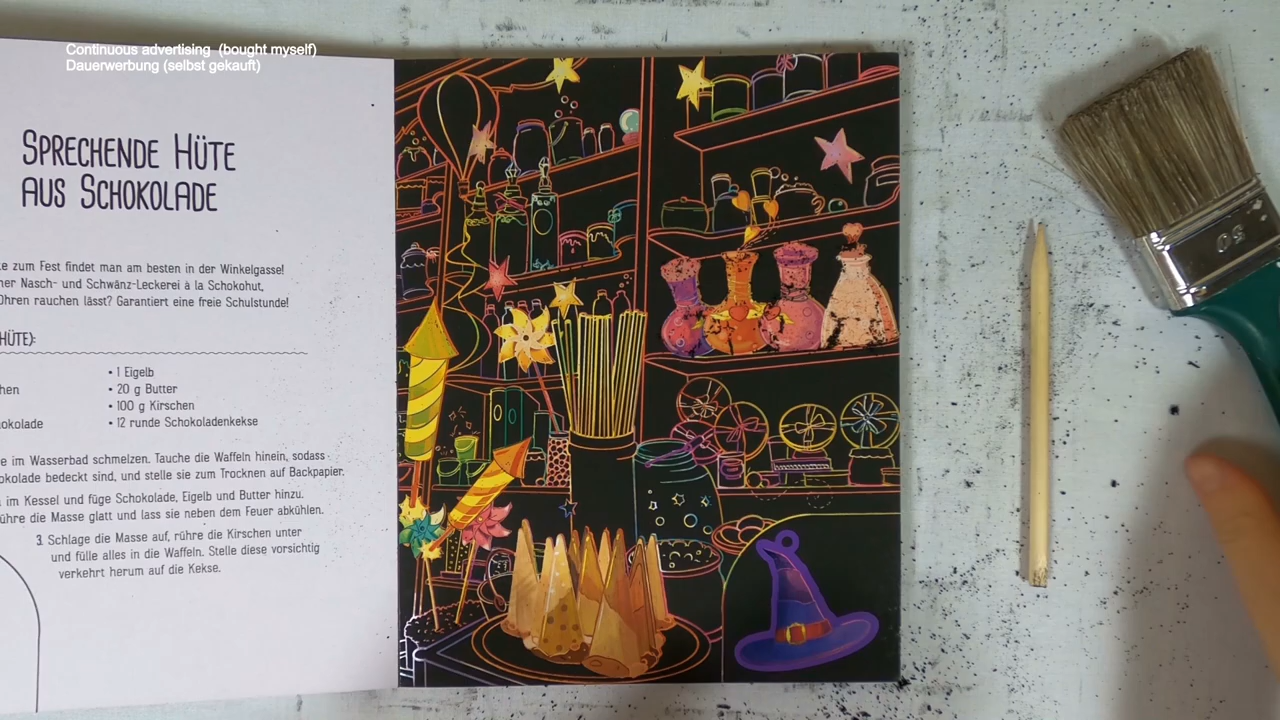 Continuous advertising (bought myself)
Dauerwerbung (selbst gekauft)
SPRECHENDE HÜTE
AUS SCHOKOLADE
zum Fest findet man am besten in der Winkelgasse!
Nasch- und Schwänz-Leckerei à la Schokohut,
Ohren rauchen lässt? Garantiert eine freie Schulstunde!
HÜTE):
• 1 Eigelb
• 20 g Butter
• 100 g Kirschen
• 12 runde Schokoladenkekse
im Wasserbad schmelzen. Tauche die Waffeln hinein, sodass
bedeckt sind, und stelle sie zum Trocknen auf Backpapier.
im Kessel und füge Schokolade, Eigelb und Butter hinzu.
die Masse glatt und lass sie neben dem Feuer abkühlen.
3. Schlage die Masse auf, rühre die Kirschen unter
und fülle alles in die Waffeln. Stelle diese vorsichtig
verkehrt herum auf die Kekse.
50